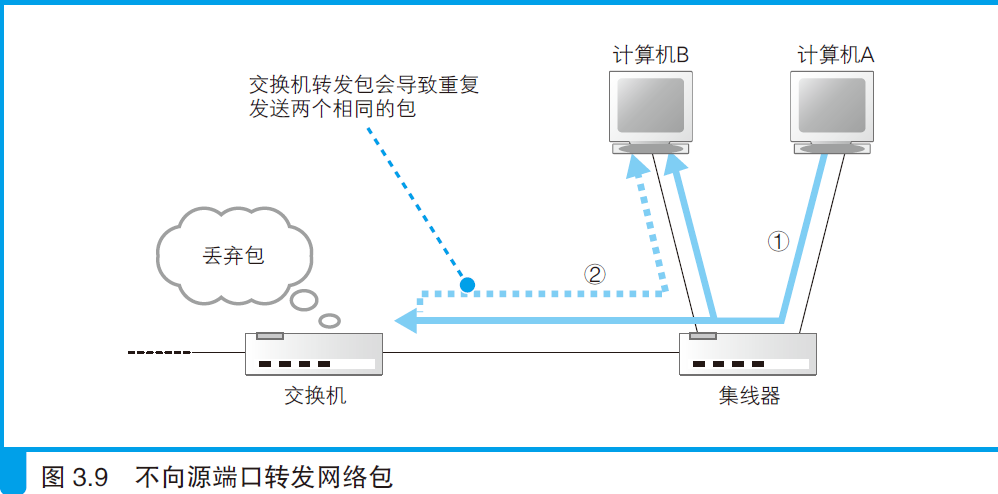 计算机B
计算机A
交换机转发包会导致重复
发送两个相同的包
①
丢弃包
②
交换机
集线器
图 3.9 不向源端口转发网络包